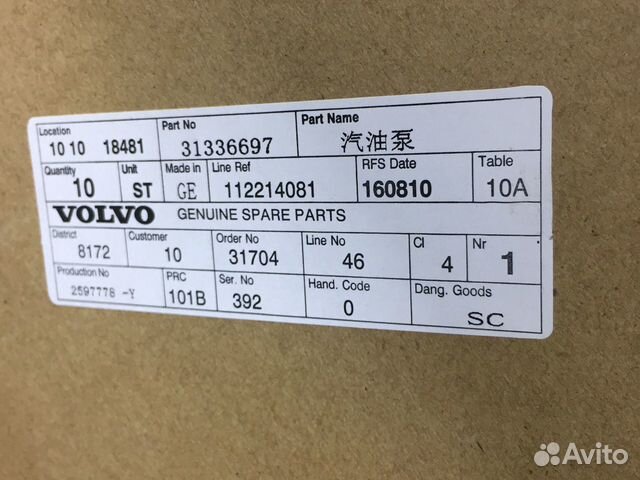 Location Part No Part Name
10 10 18481 31336697 汽油泵
Quantity Unit Made in Line Ref RFS Date Table
10 ST GE 112214081 160810 10A
VOLVO GENUINE SPARE PARTS
District Customer Order No Line No Cl Nr
8172 10 31704 46 4 1
Production No PRC Ser. No Hand. Code Dang. Goods
2597778 -Y 101B 392 0 SC
Avito